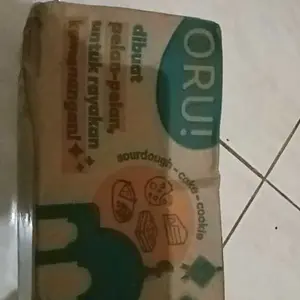 ORU!
dibuat
pelan-pelan,
untuk rayakan
kemenangan!
sourdough - cake - cookie